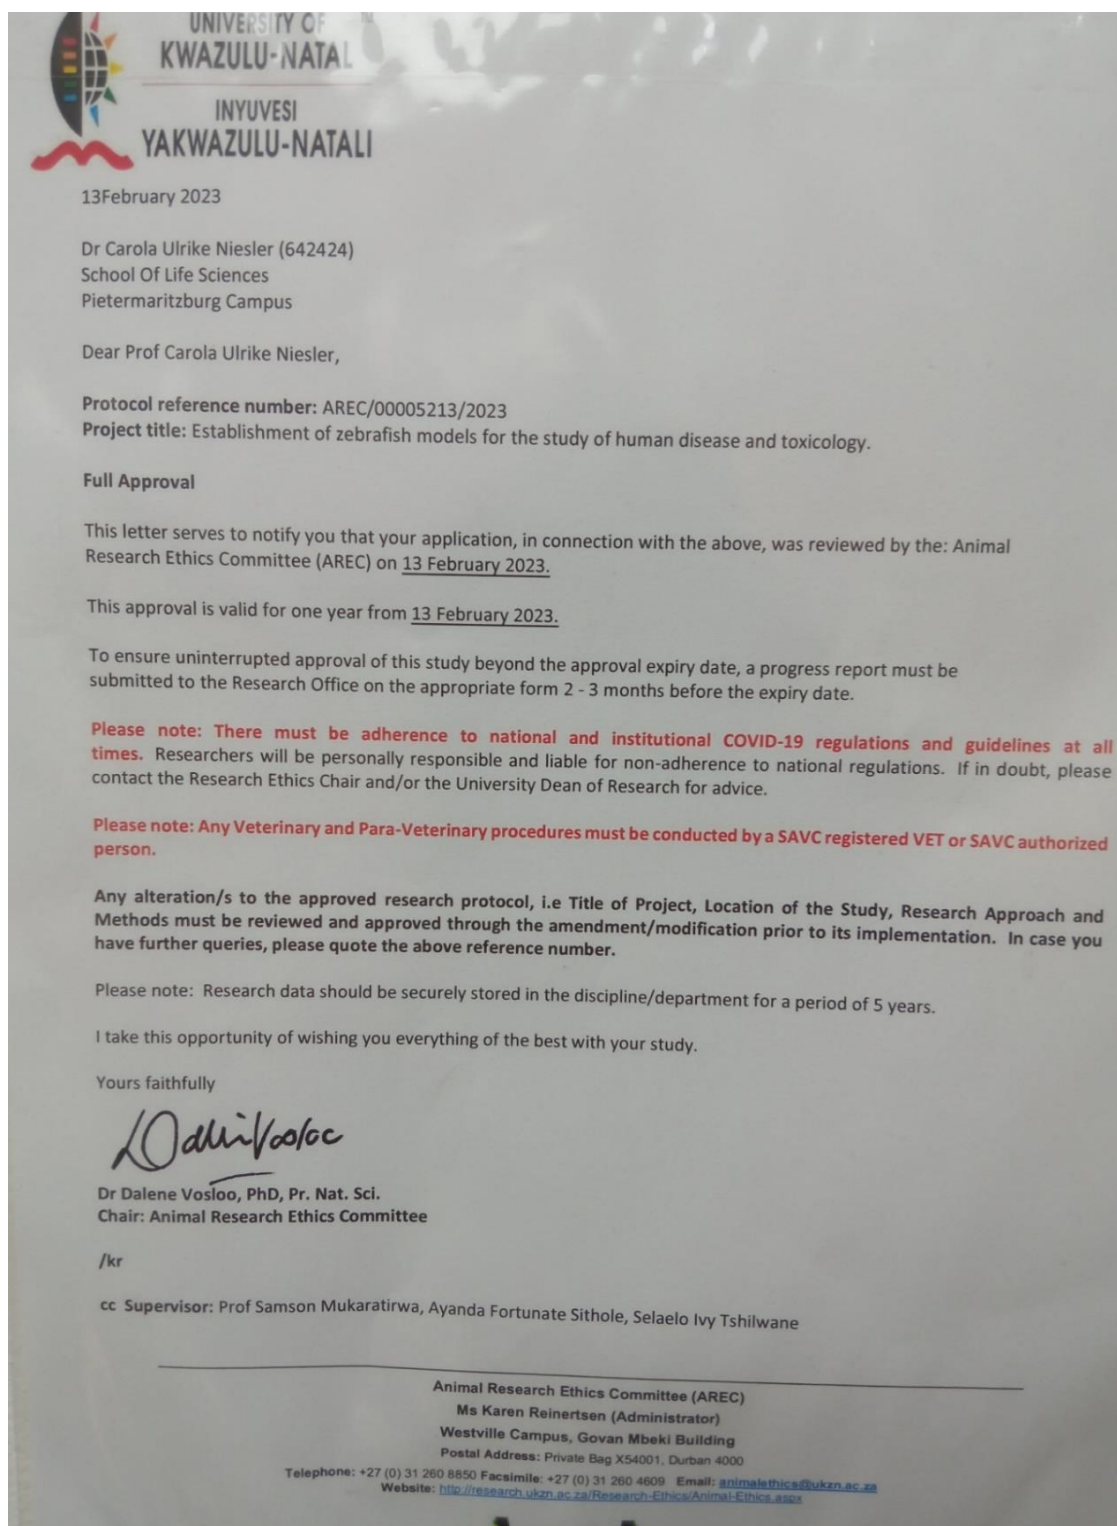 UNIVERSITY OF
KWAZULU-NATAL
INYUVESI
YAKWAZULU-NATALI
13February 2023
Dr Carola Ulrike Niesler (642424)
School Of Life Sciences
Pietermaritzburg Campus
Dear Prof Carola Ulrike Niesler,
Protocol reference number: AREC/00005213/2023
Project title: Establishment of zebrafish models for the study of human disease and toxicology.
Full Approval
This letter serves to notify you that your application, in connection with the above, was reviewed by the: Animal
Research Ethics Committee (AREC) on 13 February 2023.
This approval is valid for one year from 13 February 2023.
To ensure uninterrupted approval of this study beyond the approval expiry date, a progress report must be
submitted to the Research Office on the appropriate form 2 - 3 months before the expiry date.
Please note: There must be adherence to national and institutional COVID-19 regulations and guidelines at all
times. Researchers will be personally responsible and liable for non-adherence to national regulations. If in doubt, please
contact the Research Ethics Chair and/or the University Dean of Research for advice.
Please note: Any Veterinary and Para-Veterinary procedures must be conducted by a SAVC registered VET or SAVC authorized
person.
Any alteration/s to the approved research protocol, i.e Title of Project, Location of the Study, Research Approach and
Methods must be reviewed and approved through the amendment/modification prior to its implementation. In case you
have further queries, please quote the above reference number.
Please note: Research data should be securely stored in the discipline/department for a period of 5 years.
I take this opportunity of wishing you everything of the best with your study.
Yours faithfully
Dr Dalene Vosloo, PhD, Pr. Nat. Sci.
Chair: Animal Research Ethics Committee
/kr
cc Supervisor: Prof Samson Mukaratirwa, Ayanda Fortunate Sithole, Selaelo Ivy Tshilwane
Animal Research Ethics Committee (AREC)
Ms Karen Reinertsen (Administrator)
Westville Campus, Govan Mbeki Building
Postal Address: Private Bag X54001, Durban 4000
Telephone: +27 (0) 31 260 8850 Facsimile: +27 (0) 31 260 4609 Email: animalethics@ukzn.ac.za
Website: http://research.ukzn.ac.za/Research-Ethics/Animal-Ethics.aspx